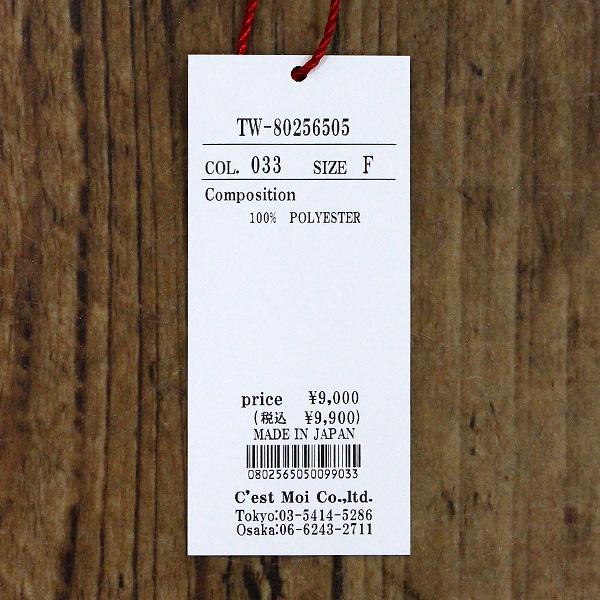 TW-80256505
COL. 033 SIZE F
Composition
100% POLYESTER
price ¥9,000
(税込 ¥9,900)
MADE IN JAPAN
0802565050099033
C'est Moi Co.,ltd.
Tokyo:03-5414-5286
Osaka:06-6243-2711